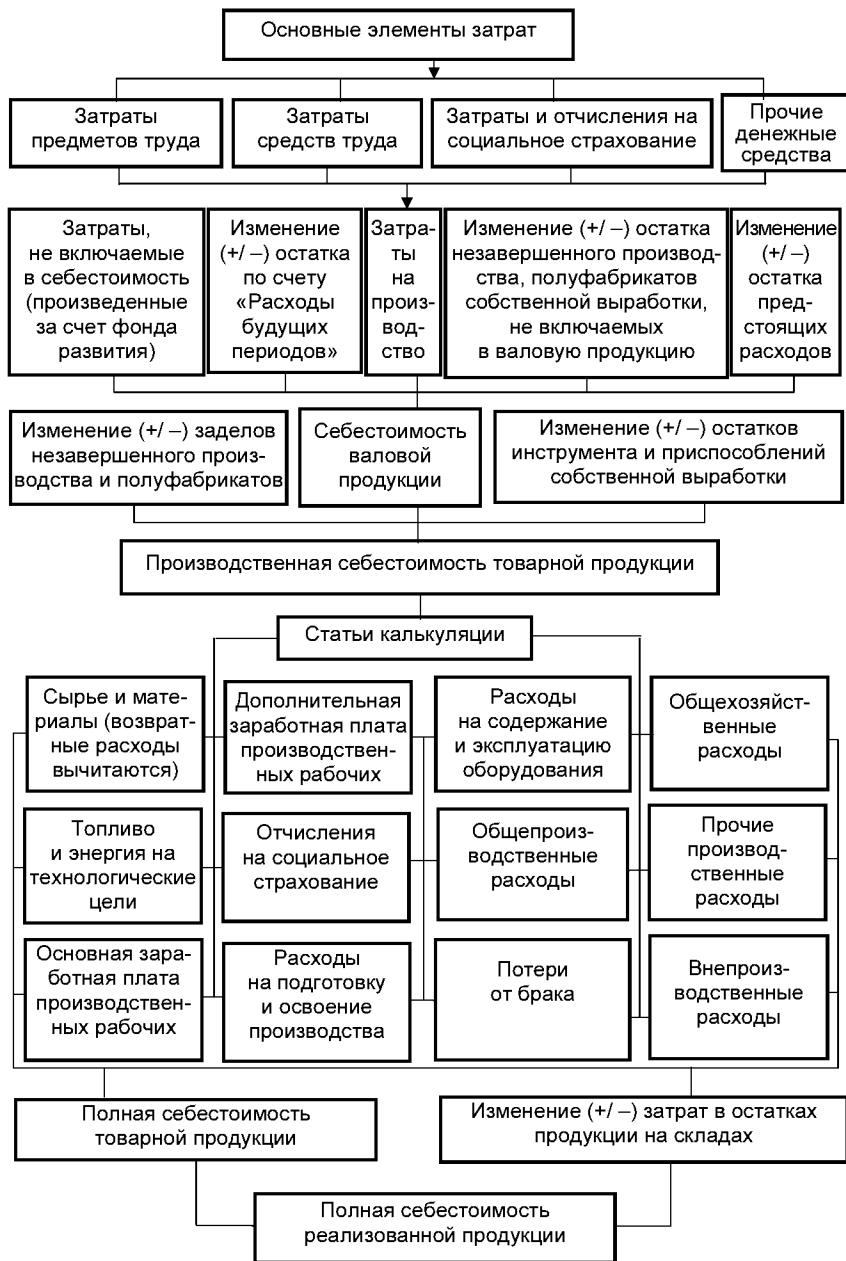 Основные элементы затрат
Затраты
предметов труда
Затраты
средств труда
Затраты и отчисления на
социальное страхование
Прочие
денежные
средства
Затраты,
не включаемые
в себестоимость
(произведенные
за счет фонда
развития)
Изменение
(+/ –) остатка
по счету
«Расходы
будущих
периодов»
Затра-
ты
на
произ-
вод-
ство
Изменение (+/ –) остатка
незавершенного производ-
ства, полуфабрикатов
собственной выработки,
не включаемых
в валовую продукцию
Изменение
(+/ –)
остатка
пред-
стоящих
расходов
Изменение (+/ –) заделов
незавершенного произ-
водства и полуфабрикатов
Себестоимость
валовой
продукции
Изменение (+/ –) остатков
инструмента и приспособлений
собственной выработки
Производственная себестоимость товарной продукции
Статьи калькуляции
Сырье и мате-
риалы (возврат-
ные расходы
вычитаются)
Дополнительная
заработная плата
производствен-
ных рабочих
Расходы
на содержание
и эксплуатацию
оборудования
Общехозяйст-
венные
расходы
Топливо
и энергия на
технологические
цели
Отчисления
на социальное
страхование
Общепроиз-
водственные
расходы
Прочие
производ-
ственные
расходы
Основная зара-
ботная плата
производствен-
ных рабочих
Расходы
на подготовку
и освоение
производства
Потери
от брака
Внепроиз-
водственные
расходы
Полная себестоимость
товарной продукции
Изменение (+/ –) затрат в остатках
продукции на складах
Полная себестоимость
реализованной продукции